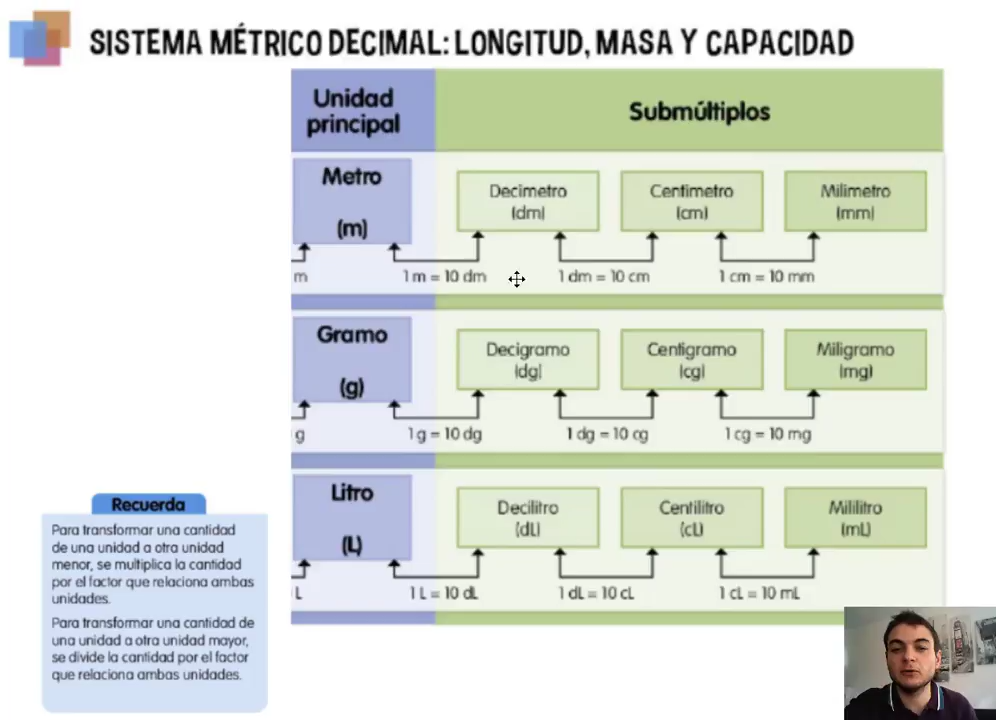 SISTEMA MÉTRICO DECIMAL: LONGITUD, MASA Y CAPACIDAD
Unidad
principal
Submúltiplos
Metro
(m)
Decimetro
(dm)
Centimetro
(cm)
Milimetro
(mm)
m
1 m = 10 dm
1 dm = 10 cm
1 cm = 10 mm
Gramo
(g)
Decigramo
(dg)
Centigramo
(cg)
Miligramo
(mg)
g
1 g = 10 dg
1 dg = 10 cg
1 cg = 10 mg
Litro
(L)
Decilitro
(dL)
Centilitro
(cL)
Mililitro
(mL)
L
1 L = 10 dL
1 dL = 10 cL
1 cL = 10 mL
Recuerda
Para transformar una cantidad
de una unidad a otra unidad
menor, se multiplica la cantidad
por el factor que relaciona ambas
unidades.
Para transformar una cantidad de
una unidad a otra unidad mayor,
se divide la cantidad por el factor
que relaciona ambas unidades.